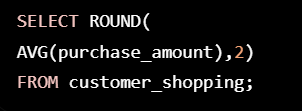 SELECT ROUND(
AVG(purchase_amount),2)
FROM customer_shopping;